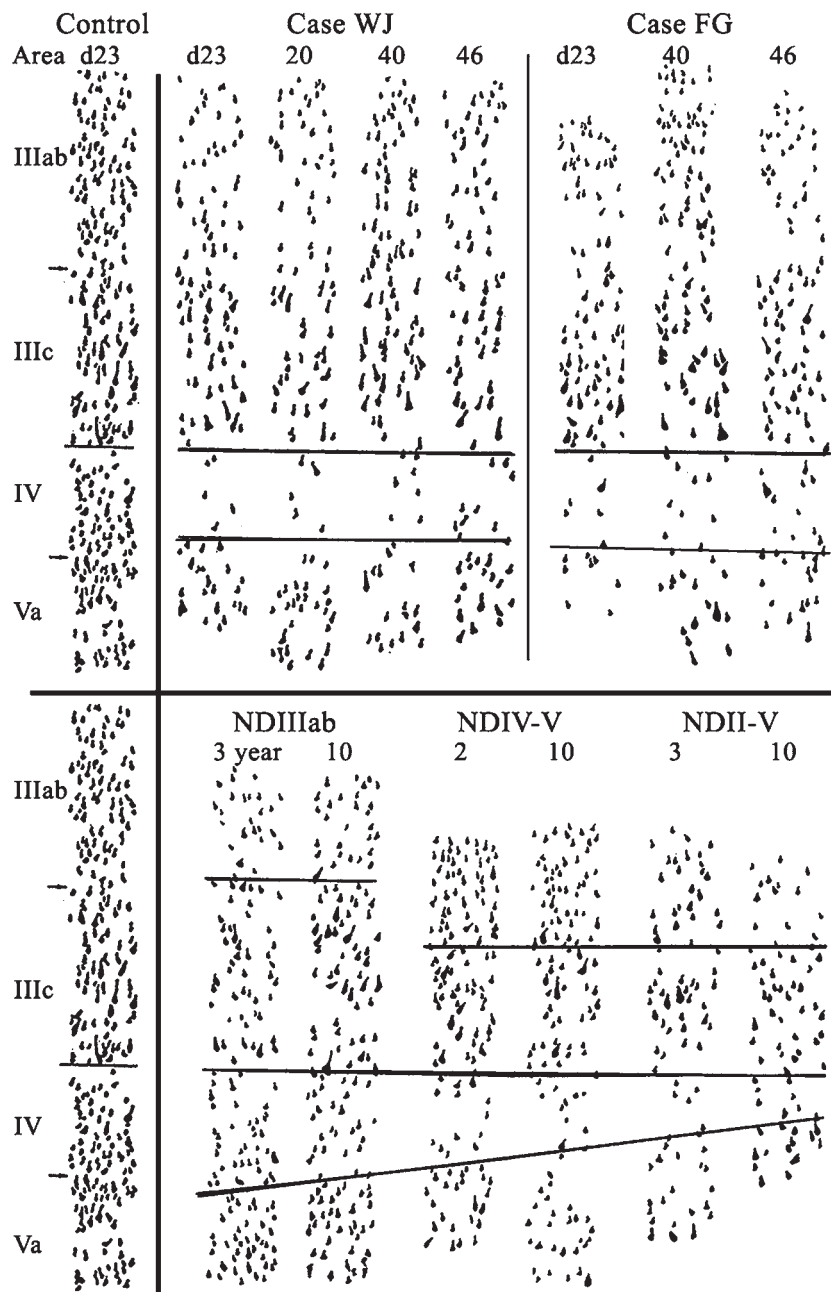 Control Case WJ Case FG
Area d23 d23 20 40 46 d23 40 46
IIIab
IIIc
IV
Va
NDIIIab NDIV-V NDII-V
3 year 10 2 10 3 10
IIIab
IIIc
IV
Va